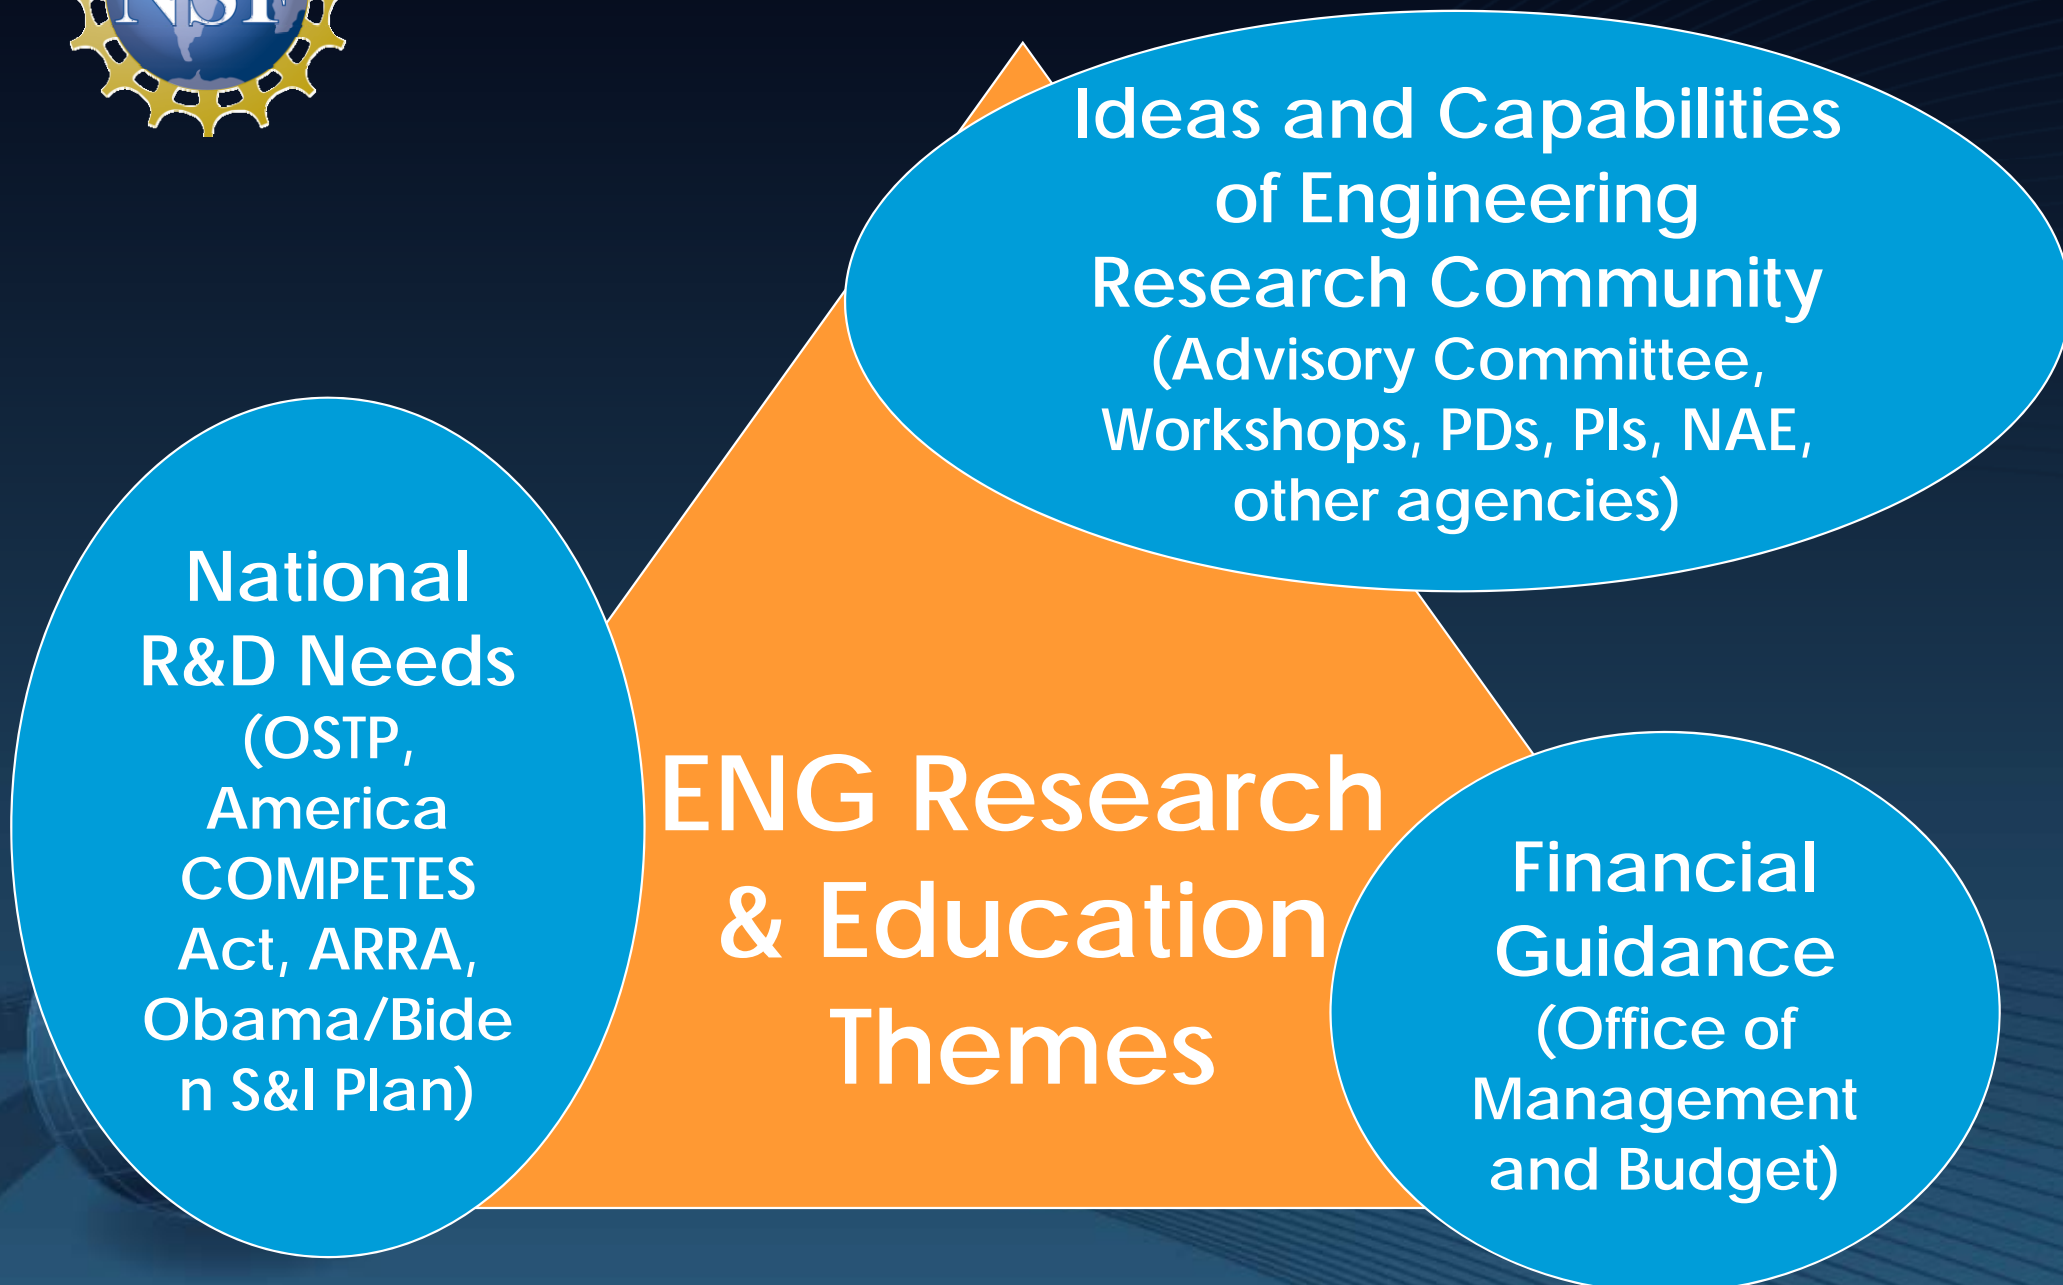 NSF
Ideas and Capabilities
of Engineering
Research Community
(Advisory Committee,
Workshops, PDs, PIs, NAE,
other agencies)
National
R&D Needs
(OSTP,
America
COMPETES
Act, ARRA,
Obama/Bide
n S&I Plan)
ENG Research
& Education
Themes
Financial
Guidance
(Office of
Management
and Budget)